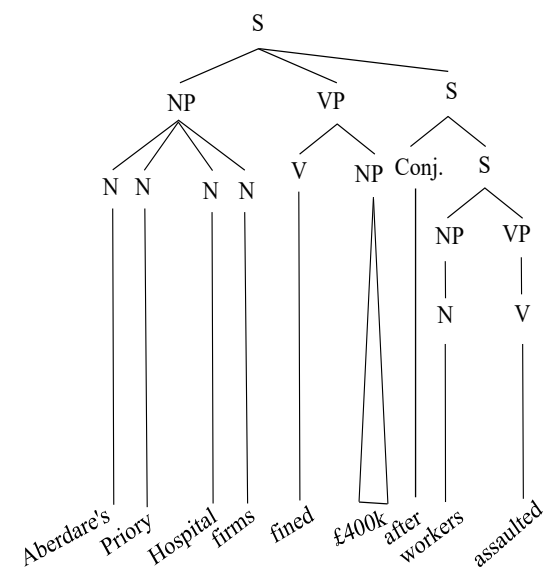 S
NP VP S
N N N N V NP Conj. S
NP VP
N V
Aberdare's Priory Hospital firms fined £400k after workers assaulted